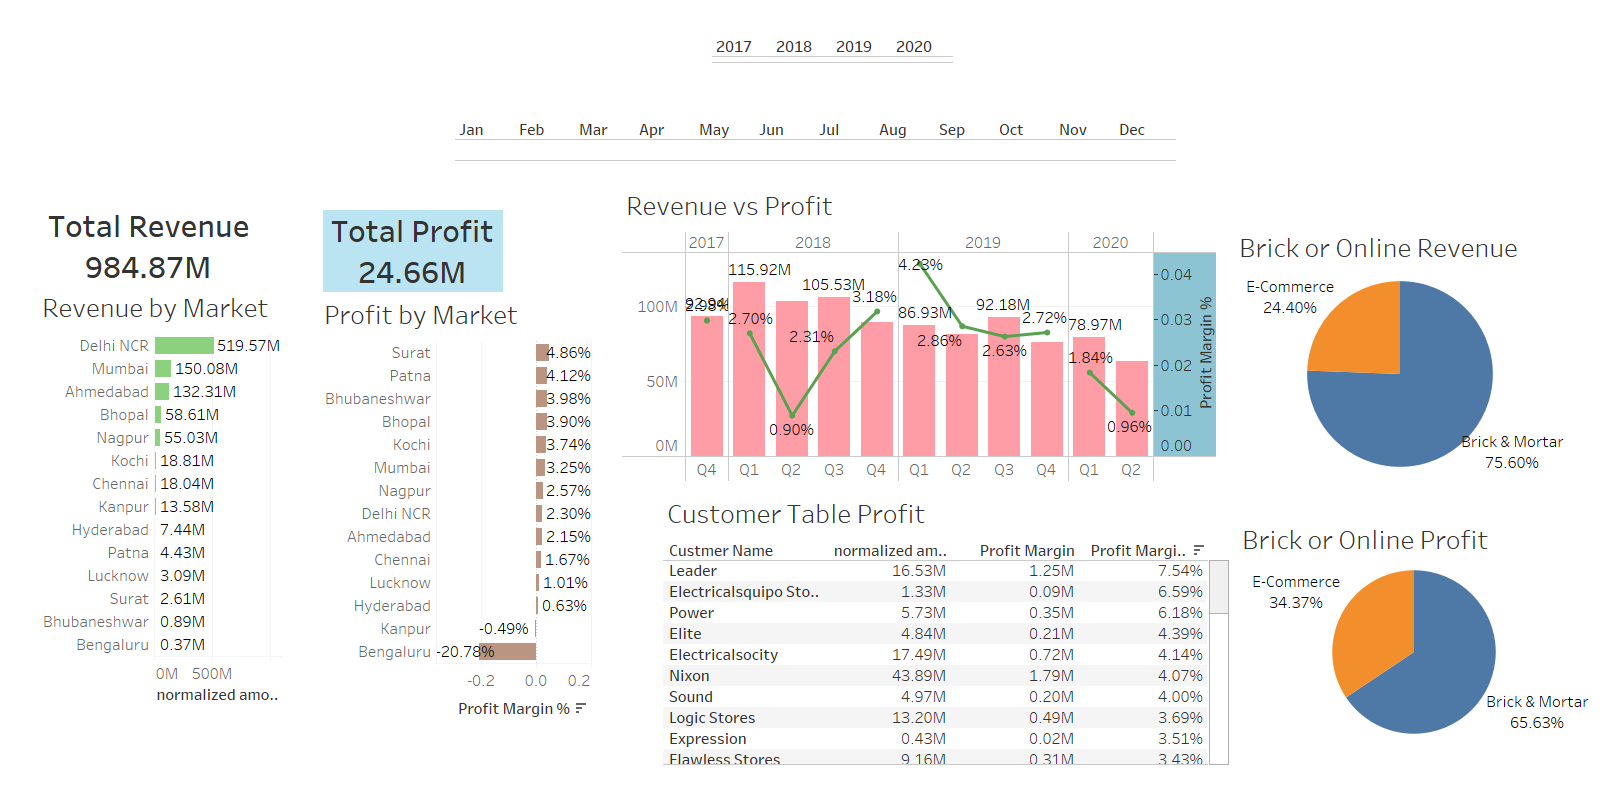 2017 2018 2019 2020
Jan Feb Mar Apr May Jun Jul Aug Sep Oct Nov Dec
Total Revenue
984.87M
Revenue by Market
Delhi NCR 519.57M
Mumbai 150.08M
Ahmedabad 132.31M
Bhopal 58.61M
Nagpur 55.03M
Kochi 18.81M
Chennai 18.04M
Kanpur 13.58M
Hyderabad 7.44M
Patna 4.43M
Lucknow 3.09M
Surat 2.61M
Bhubaneshwar 0.89M
Bengaluru 0.37M
0M 500M
normalized amo..
Total Profit
24.66M
Profit by Market
Surat 4.86%
Patna 4.12%
Bhubaneshwar 3.98%
Bhopal 3.90%
Kochi 3.74%
Mumbai 3.25%
Nagpur 2.57%
Delhi NCR 2.30%
Ahmedabad 2.15%
Chennai 1.67%
Lucknow 1.01%
Hyderabad 0.63%
Kanpur -0.49%
Bengaluru -20.78%
-0.2 0.0 0.2
Profit Margin %
Revenue vs Profit
2017 2018 2019 2020
115.92M
4.23%
105.53M
3.18%
2.98%
2.70%
2.31%
86.93M
92.18M
2.72%
78.97M
2.86%
2.63%
1.84%
0.90%
0.96%
100M
50M
0M
0.04
0.03
0.02
0.01
0.00
Profit Margin %
Q4 Q1 Q2 Q3 Q4 Q1 Q2 Q3 Q4 Q1 Q2
Customer Table Profit
Custmer Name normalized am.. Profit Margin Profit Margi..
Leader 16.53M 1.25M 7.54%
Electricalsquipo Sto.. 1.33M 0.09M 6.59%
Power 5.73M 0.35M 6.18%
Elite 4.84M 0.21M 4.39%
Electricalsocity 17.49M 0.72M 4.14%
Nixon 43.89M 1.79M 4.07%
Sound 4.97M 0.20M 4.00%
Logic Stores 13.20M 0.49M 3.69%
Expression 0.43M 0.02M 3.51%
Flawless Stores 9.16M 0.31M 3.43%
Brick or Online Revenue
E-Commerce
24.40%
Brick & Mortar
75.60%
Brick or Online Profit
E-Commerce
34.37%
Brick & Mortar
65.63%